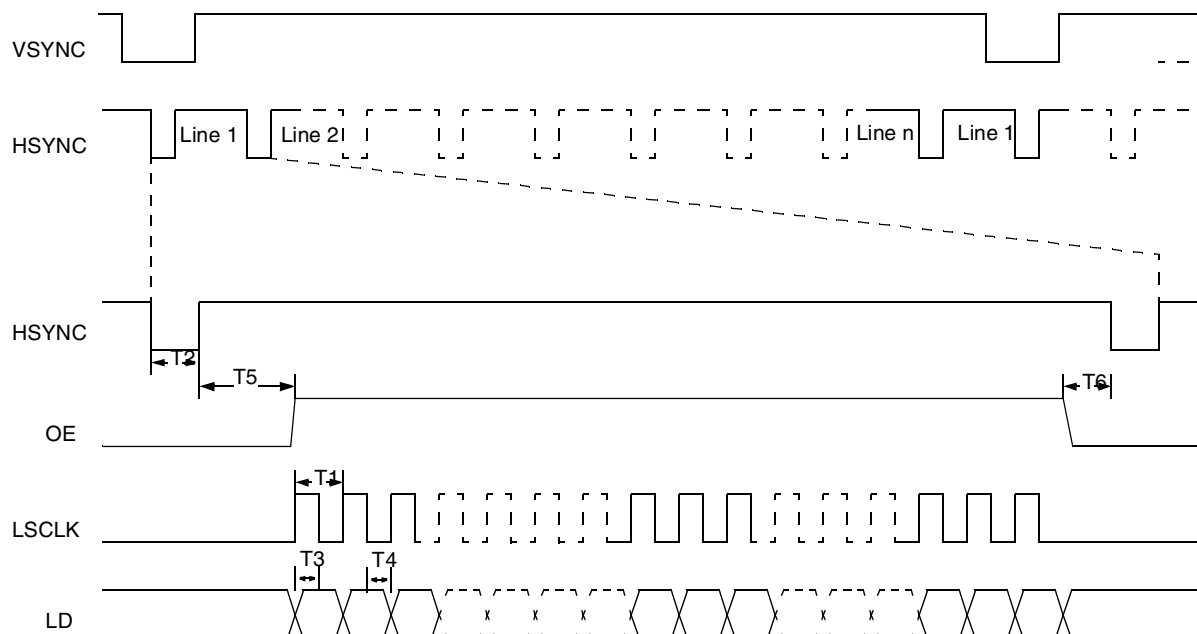 VSYNC
HSYNC
Line 1
Line 2
Line n
Line 1
HSYNC
T2
T5
T6
OE
T1
LSCLK
T3
T4
LD